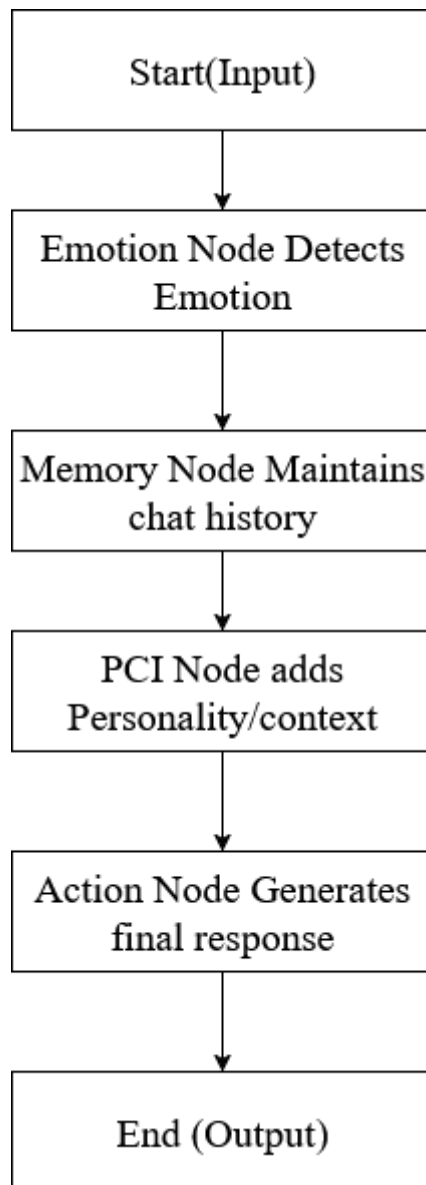 Start(Input)
Emotion Node Detects
Emotion
Memory Node Maintains
chat history
PCI Node adds
Personality/context
Action Node Generates
final response
End (Output)